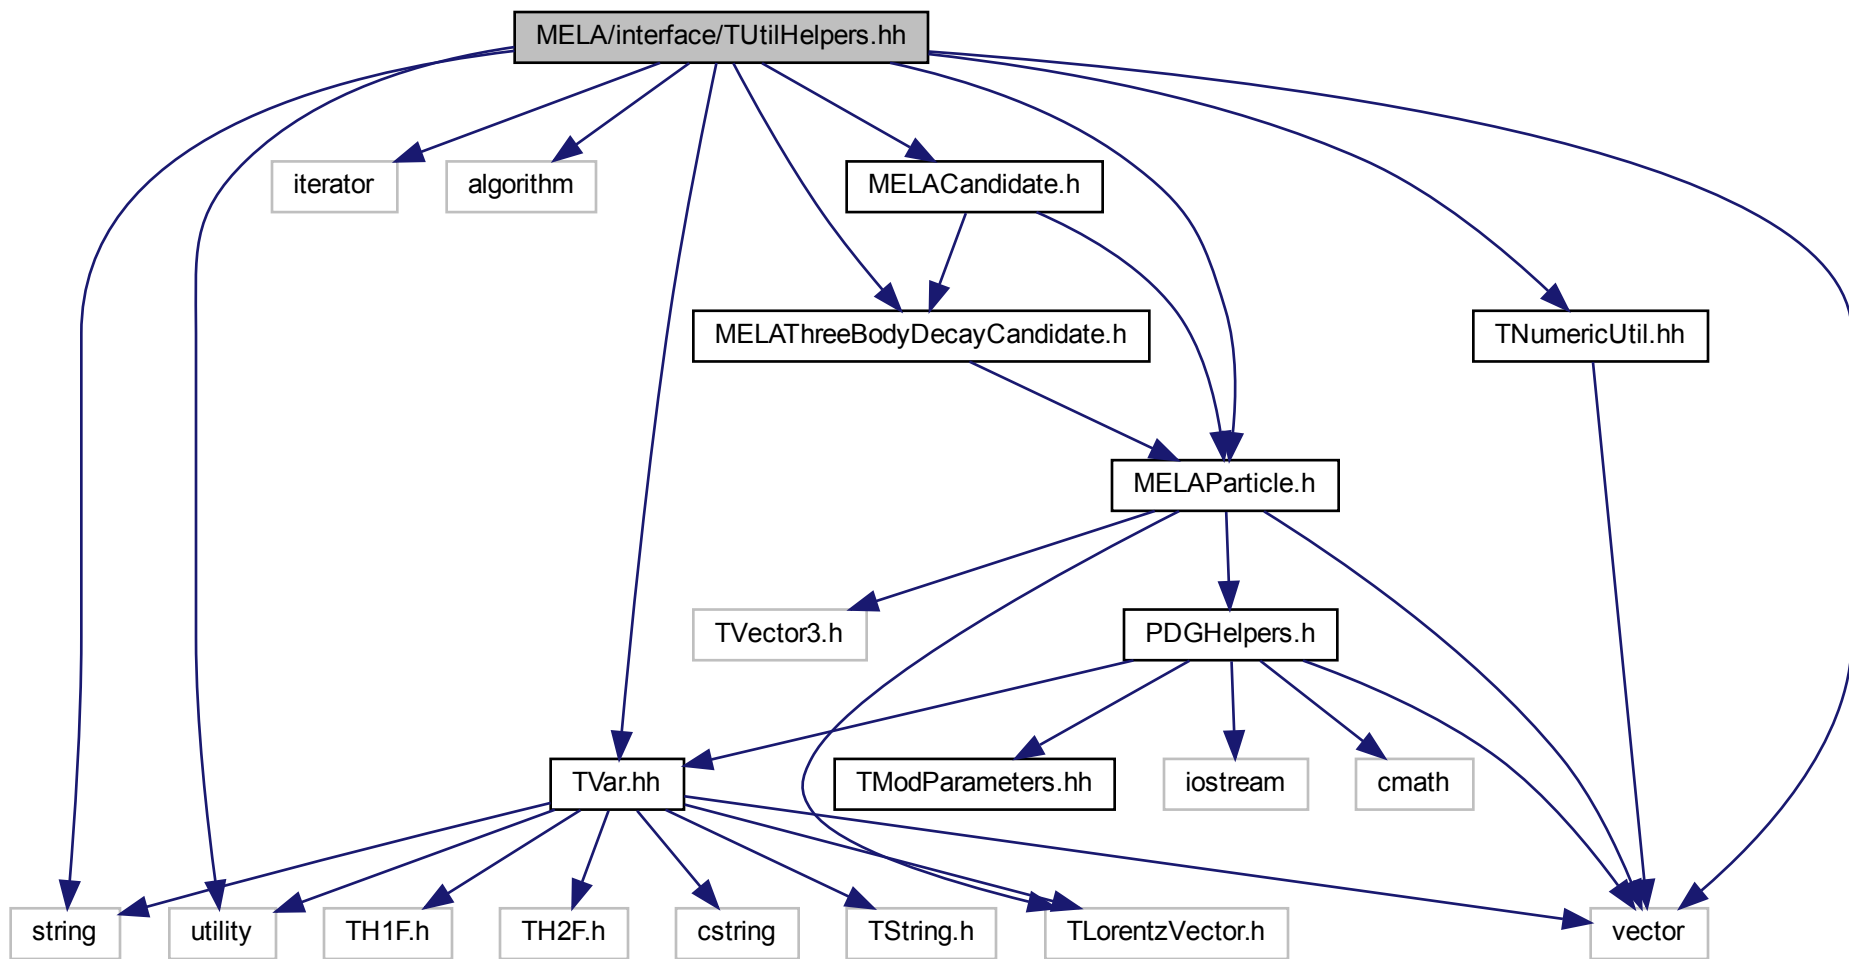 MELA/interface/TUtilHelpers.hh
iterator
algorithm
MELACandidate.h
MELAThreeBodyDecayCandidate.h
TNumericUtil.hh
MELAParticle.h
TVector3.h
PDGHelpers.h
TVar.hh
TModParameters.hh
iostream
cmath
string
utility
TH1F.h
TH2F.h
cstring
TString.h
TLorentzVector.h
vector